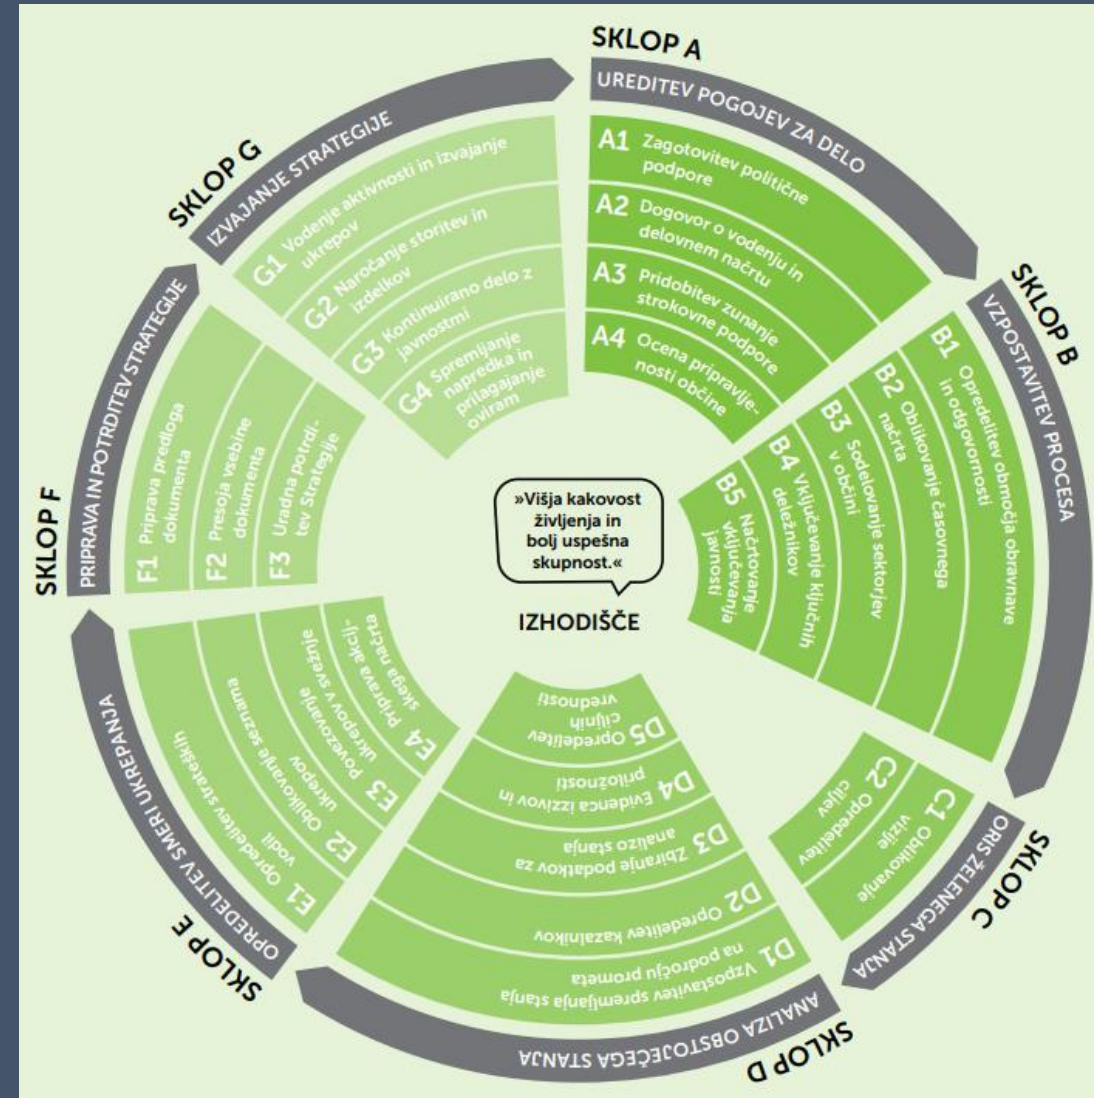 SKLOP A
UREDITEV POGOJEV ZA DELO
A1 Zagotovitev politične
podpore
A2 Dogovor o vodenju in
delovnem načrtu
A3 Pridobitev zunanje
strokovne podpore
A4 Ocena pripravlje-
nosti občine
SKLOP B
VZPOSTAVITEV PROCESA
B1 Opredelitev območja obravnave
in odgovornosti
B2 Oblikovanje časovnega
načrta
B3 Sodelovanje sektorjev
v občini
B4 Vključevanje ključnih
deležnikov
B5 Načrtovanje
vključevanja
javnosti
SKLOP C
ORIS ŽELENEGA STANJA
C1 Oblikovanje
vizije
C2 Opredelitev
ciljev
SKLOP D
ANALIZA OBSTOJEČEGA STANJA
D1 Vzpostavitev spremljanja stanja
na področju prometa
D2 Opredelitev kazalnikov
D3 Zbiranje podatkov za
analizo stanja
D4 Evidenca izzivov in
priložnosti
D5 Opredelitev
ciljnih
vrednosti
SKLOP E
OPREDELITEV SMERI UKREPANJA
E1 Opredelitev strateških
vodil
E2 Oblikovanje seznama
ukrepov
E3 Povezovanje
ukrepov v svežnje
E4 Priprava akcij-
skega načrta
SKLOP F
PRIPRAVA IN POTRDITEV STRATEGIJE
F1 Priprava predloga
dokumenta
F2 Presoja vsebine
dokumenta
F3 Uradna potrdi-
tev Strategije
SKLOP G
IZVAJANJE STRATEGIJE
G1 Vodenje aktivnosti in izvajanje
ukrepov
G2 Naročanje storitev in
izdelkov
G3 Kontinuirano delo z
javnostmi
G4 Spremljanje
napredka in
prilagajanje
oviram
»Višja kakovost
življenja in
bolj uspešna
skupnost.«
IZHODIŠČE